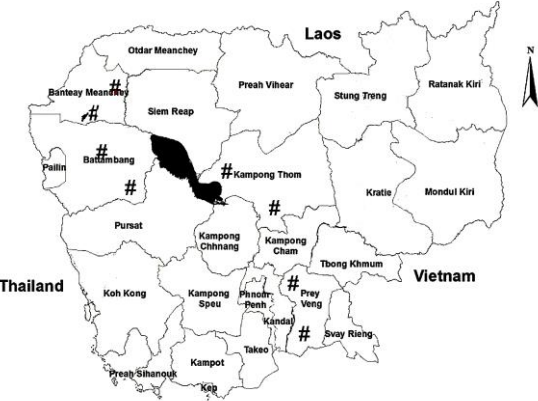 Laos
Otdar Meanchey
N
Preah Vihear
Ratanak Kiri
Banteay Meanchey
#
Stung Treng
#
Siem Reap
#
Battambang
Pailin
#
Kampong Thom
#
Kratie
Mondul Kiri
#
Pursat
Kampong
Chhnang
Kampong
Cham
Tbong Khmum
Vietnam
Thailand
Koh Kong
Kampong
Speu
Phnom
Penh
#
Prey
Veng
Kandal
#
Svay Rieng
Takeo
Kampot
Preah Sihanouk
Kep